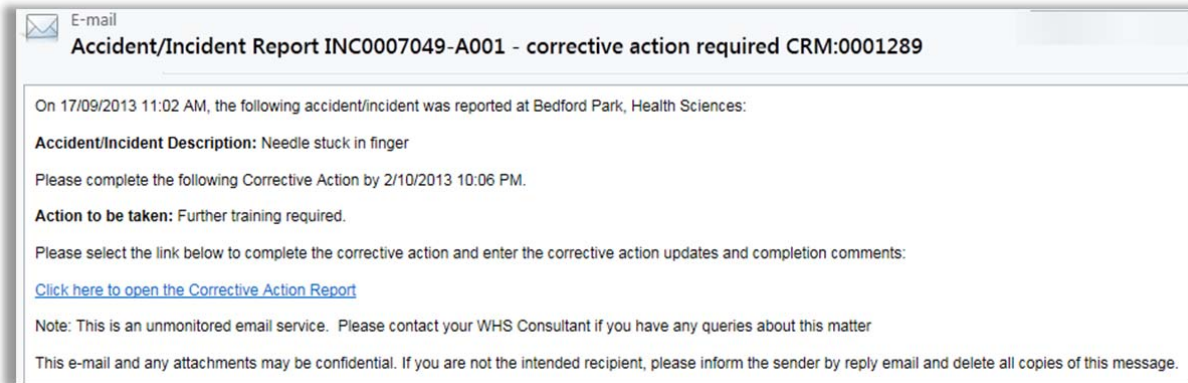 E-mail
Accident/Incident Report INC0007049-A001 - corrective action required CRM:0001289
On 17/09/2013 11:02 AM, the following accident/incident was reported at Bedford Park, Health Sciences:
Accident/Incident Description: Needle stuck in finger
Please complete the following Corrective Action by 2/10/2013 10:06 PM.
Action to be taken: Further training required.
Please select the link below to complete the corrective action and enter the corrective action updates and completion comments:
Click here to open the Corrective Action Report
Note: This is an unmonitored email service.  Please contact your WHS Consultant if you have any queries about this matter
This e-mail and any attachments may be confidential. If you are not the intended recipient, please inform the sender by reply email and delete all copies of this message.